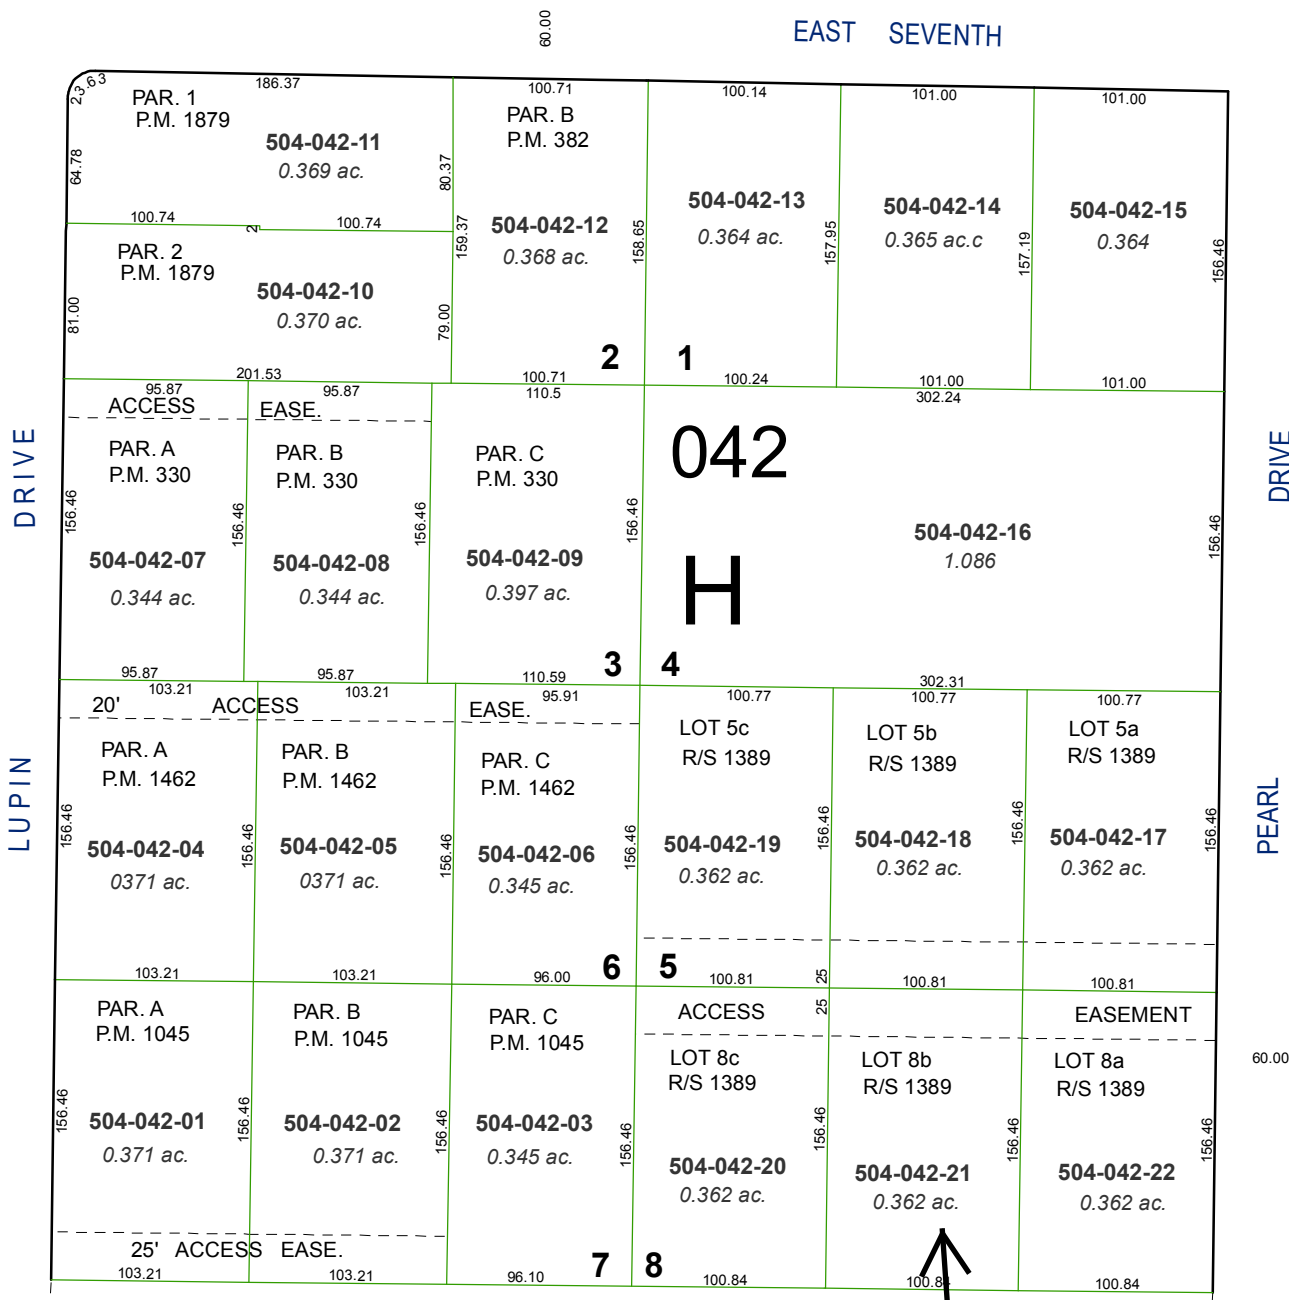 60.00
EAST SEVENTH
23.63
186.37
100.71
100.14
101.00
101.00
PAR. 1
P.M. 1879
504-042-11
0.369 ac.
64.78
80.37
100.74
2
100.74
PAR. B
P.M. 382
504-042-12
0.368 ac.
159.37
158.65
504-042-13
0.364 ac.
157.95
504-042-14
0.365 ac.c
157.19
504-042-15
0.364
156.46
PAR. 2
P.M. 1879
504-042-10
0.370 ac.
81.00
79.00
2
1
201.53
100.71
100.24
101.00
101.00
95.87
95.87
110.5
302.24
ACCESS EASE.
DRIVE
DRIVE
PAR. A
P.M. 330
156.46
504-042-07
0.344 ac.
156.46
PAR. B
P.M. 330
504-042-08
0.344 ac.
156.46
PAR. C
P.M. 330
504-042-09
0.397 ac.
156.46
042
H
504-042-16
1.086
156.46
3
4
95.87
95.87
110.59
302.31
103.21
103.21
95.91
100.77
100.77
100.77
20' ACCESS EASE.
LUPIN
PEARL
PAR. A
P.M. 1462
156.46
504-042-04
0371 ac.
156.46
PAR. B
P.M. 1462
504-042-05
0371 ac.
156.46
PAR. C
P.M. 1462
504-042-06
0.345 ac.
156.46
LOT 5c
R/S 1389
504-042-19
0.362 ac.
156.46
LOT 5b
R/S 1389
504-042-18
0.362 ac.
156.46
LOT 5a
R/S 1389
504-042-17
0.362 ac.
156.46
6
5
103.21
103.21
96.00
100.81
25
100.81
100.81
ACCESS
25
EASEMENT
PAR. A
P.M. 1045
156.46
504-042-01
0.371 ac.
156.46
PAR. B
P.M. 1045
504-042-02
0.371 ac.
156.46
PAR. C
P.M. 1045
504-042-03
0.345 ac.
156.46
LOT 8c
R/S 1389
504-042-20
0.362 ac.
156.46
LOT 8b
R/S 1389
504-042-21
0.362 ac.
156.46
LOT 8a
R/S 1389
504-042-22
0.362 ac.
156.46
60.00
25' ACCESS EASE.
7
8
103.21
103.21
96.10
100.84
100.84
100.84